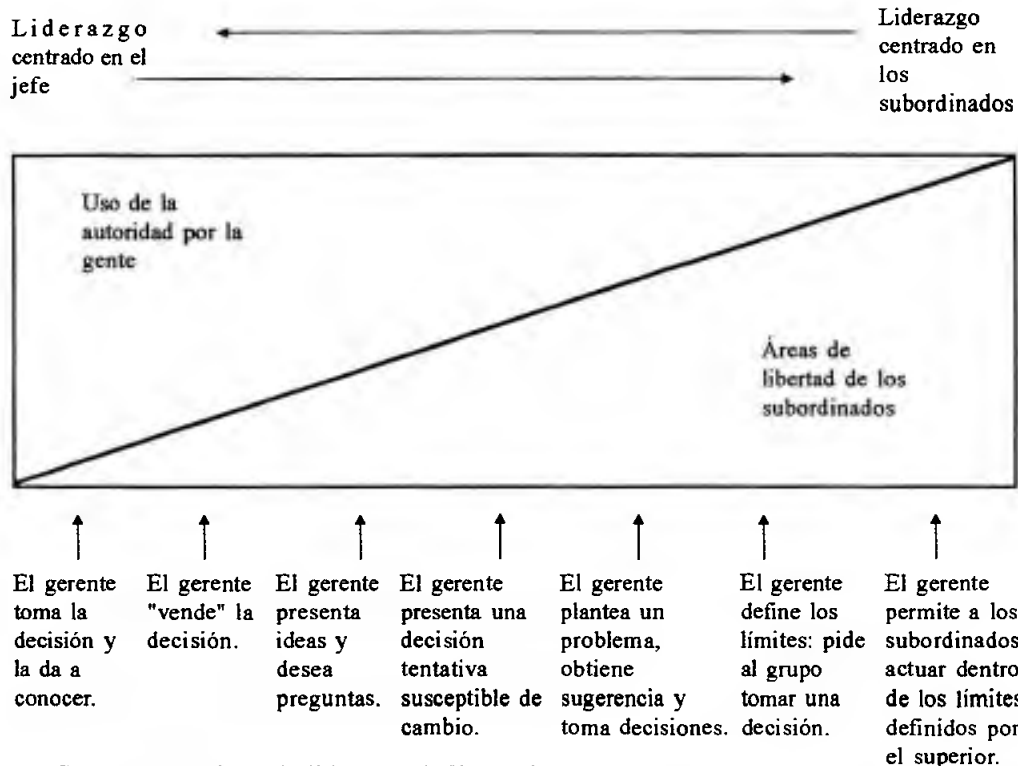 Liderazgo
centrado en el
jefe
Liderazgo
centrado en
los
subordinados
Uso de la
autoridad por la
gente
Áreas de
libertad de los
subordinados
El gerente
toma la
decisión y
la da a
conocer.
El gerente
"vende" la
decisión.
El gerente
presenta
ideas y
desea
preguntas.
El gerente
presenta una
decisión
tentativa
susceptible de
cambio.
El gerente
plantea un
problema,
obtiene
sugerencia y
toma decisiones.
El gerente
define los
límites: pide
al grupo
tomar una
decisión.
El gerente
permite a los
subordinados
actuar dentro
de los límites
definidos por
el superior.